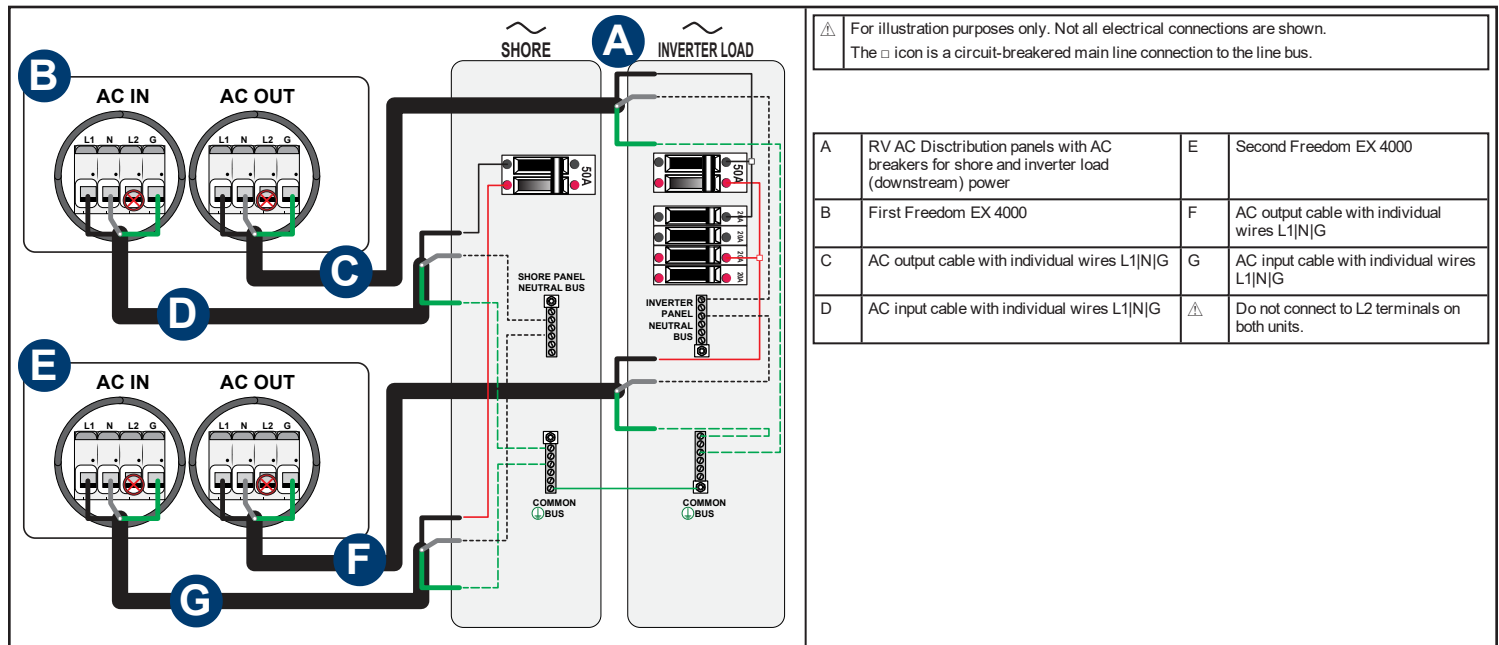 SHORE
A
INVERTER LOAD
B
AC IN
AC OUT
L1 N L2 G
L1 N L2 G
50A
50A
20A
20A
20A
20A
C
D
SHORE PANEL
NEUTRAL BUS
INVERTER
PANEL
NEUTRAL
BUS
E
AC IN
AC OUT
L1 N L2 G
L1 N L2 G
COMMON
BUS
COMMON
BUS
F
G
⚠ For illustration purposes only. Not all electrical connections are shown.
The □ icon is a circuit-breakered main line connection to the line bus.
A RV AC Disctribution panels with AC
breakers for shore and inverter load
(downstream) power
E Second Freedom EX 4000
B First Freedom EX 4000
F AC output cable with individual
wires L1|N|G
C AC output cable with individual wires L1|N|G
G AC input cable with individual wires
L1|N|G
D AC input cable with individual wires L1|N|G
⚠ Do not connect to L2 terminals on
both units.